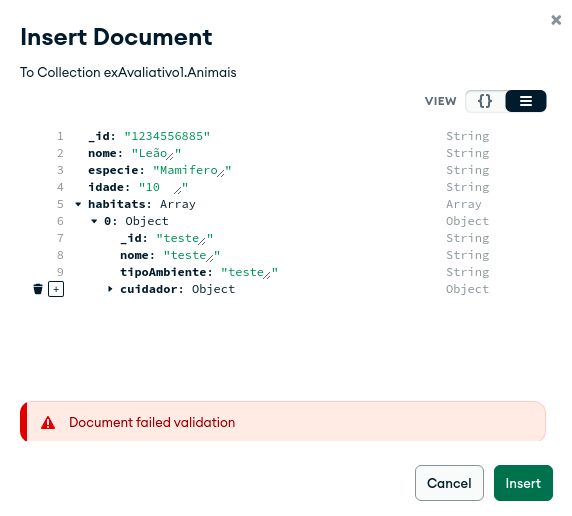 Insert Document
To Collection exAvaliativo1.Animais
VIEW {}
1 _id: "1234556885" String
2 nome: "Leão" String
3 especie: "Mamifero" String
4 idade: "10 " String
5 habitats: Array Array
6 0: Object Object
7 _id: "teste" String
8 nome: "teste" String
9 tipoAmbiente: "teste" String
+ cuidador: Object Object
Document failed validation
Cancel Insert